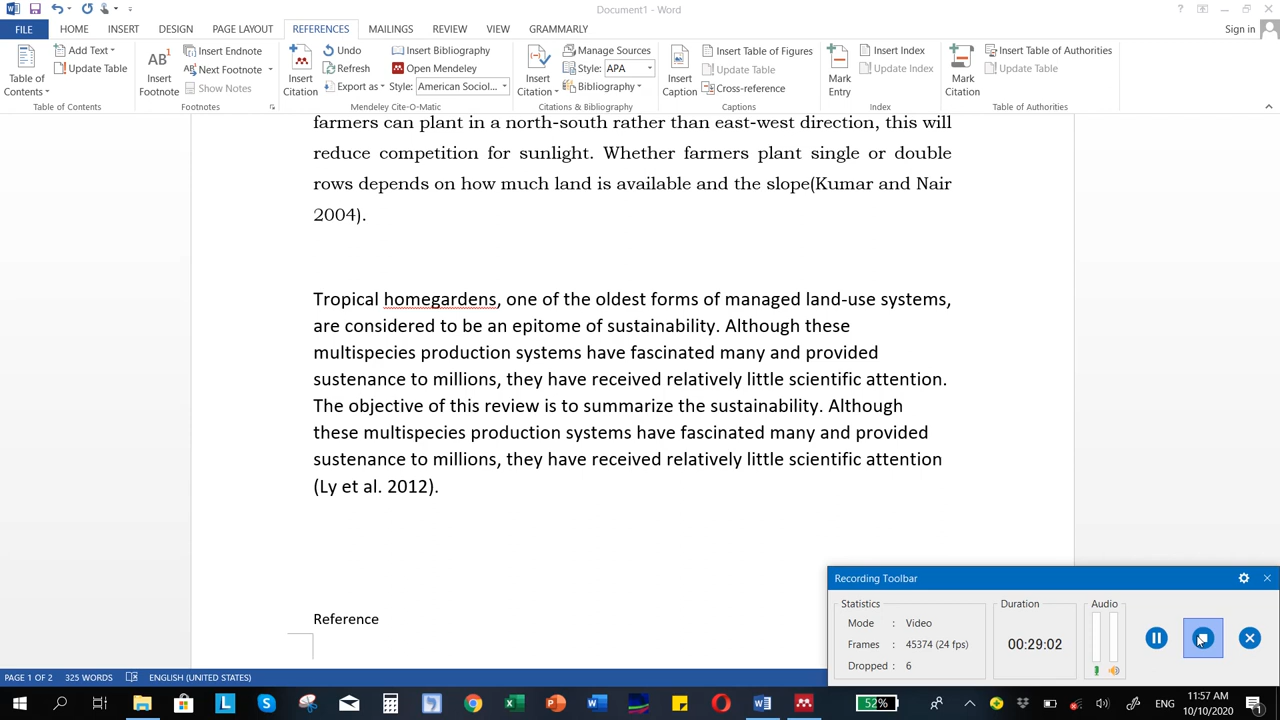 Document1 - Word
FILE HOME INSERT DESIGN PAGE LAYOUT REFERENCES MAILINGS REVIEW VIEW GRAMMARLY Sign in
Table of Contents
Add Text
Update Table
Table of Contents
AB¹ Insert Footnote
Insert Endnote
Next Footnote
Show Notes
Footnotes
Insert Citation
Undo
Refresh
Export as
Insert Bibliography
Open Mendeley
Style: American Sociol...
Mendeley Cite-O-Matic
Insert Citation
Manage Sources
Style: APA
Bibliography
Citations & Bibliography
Insert Caption
Insert Table of Figures
Update Table
Cross-reference
Captions
Mark Entry
Insert Index
Update Index
Index
Mark Citation
Insert Table of Authorities
Update Table
Table of Authorities
farmers can plant in a north-south rather than east-west direction, this will
reduce competition for sunlight. Whether farmers plant single or double
rows depends on how much land is available and the slope(Kumar and Nair
2004).
Tropical homegardens, one of the oldest forms of managed land-use systems,
are considered to be an epitome of sustainability. Although these
multispecies production systems have fascinated many and provided
sustenance to millions, they have received relatively little scientific attention.
The objective of this review is to summarize the sustainability. Although
these multispecies production systems have fascinated many and provided
sustenance to millions, they have received relatively little scientific attention
(Ly et al. 2012).
Reference
Recording Toolbar
Statistics
Mode : Video
Frames : 45374 (24 fps)
Dropped : 6
Duration
00:29:02
Audio
PAGE 1 OF 2 325 WORDS ENGLISH (UNITED STATES)
52%
ENG
11:57 AM
10/10/2020